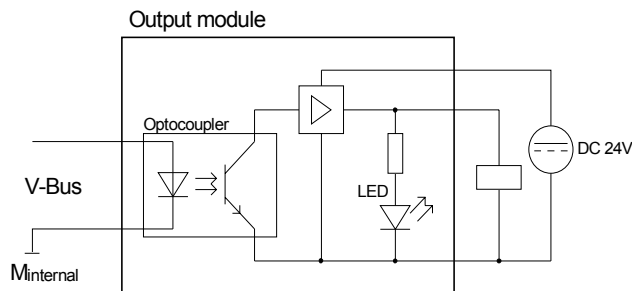 Output module
Optocoupler
DC 24V
V-Bus
LED
Minternal